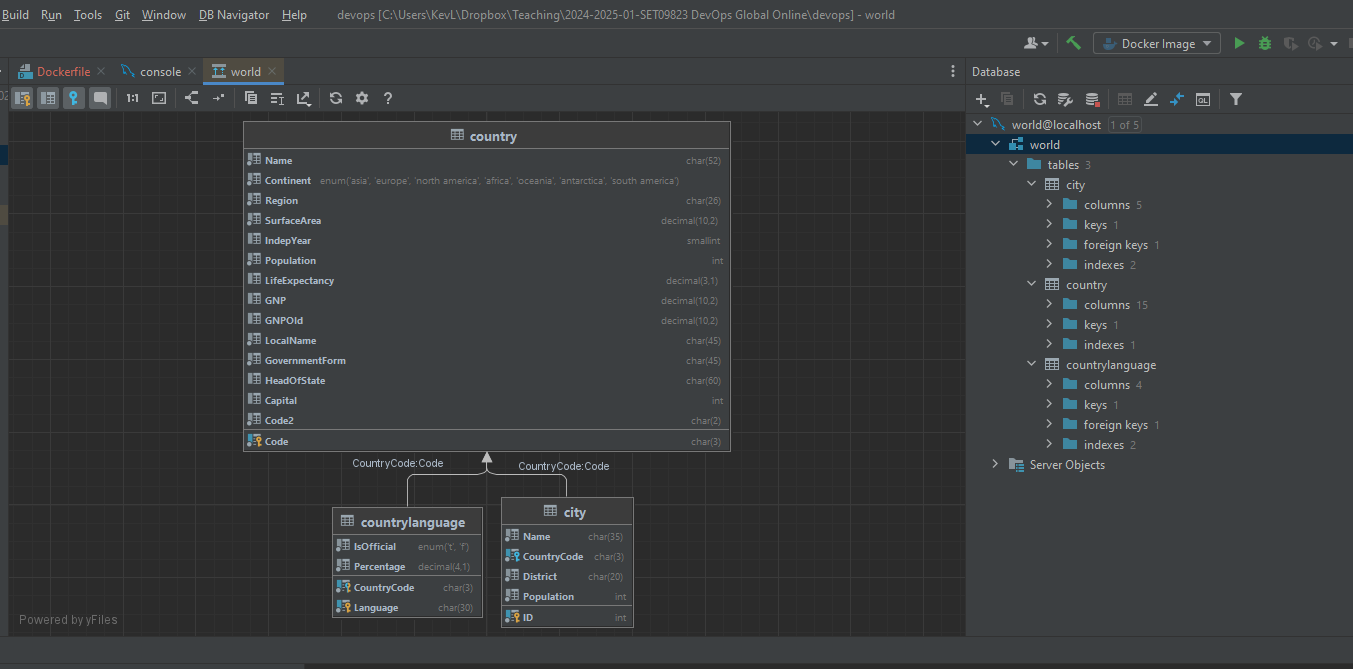 Build Run Tools Git Window DB Navigator Help devops [C:\Users\KevL\Dropbox\Teaching\2024-2025-01-SET09823 DevOps Global Online\devops] - world
Docker Image
Dockerfile console world Database
1:1 ?
QL
country
Name char(52)
Continent enum('asia', 'europe', 'north america', 'africa', 'oceania', 'antarctica', 'south america')
Region char(26)
SurfaceArea decimal(10,2)
IndepYear smallint
Population int
LifeExpectancy decimal(3,1)
GNP decimal(10,2)
GNPOld decimal(10,2)
LocalName char(45)
GovernmentForm char(45)
HeadOfState char(60)
Capital int
Code2 char(2)
Code char(3)
CountryCode:Code CountryCode:Code
countrylanguage
IsOfficial enum('t', 'f')
Percentage decimal(4,1)
CountryCode char(3)
Language char(30)
city
Name char(35)
CountryCode char(3)
District char(20)
Population int
ID int
Powered by yFiles
world@localhost 1 of 5
world
tables 3
city
columns 5
keys 1
foreign keys 1
indexes 2
country
columns 15
keys 1
indexes 1
countrylanguage
columns 4
keys 1
foreign keys 1
indexes 2
Server Objects